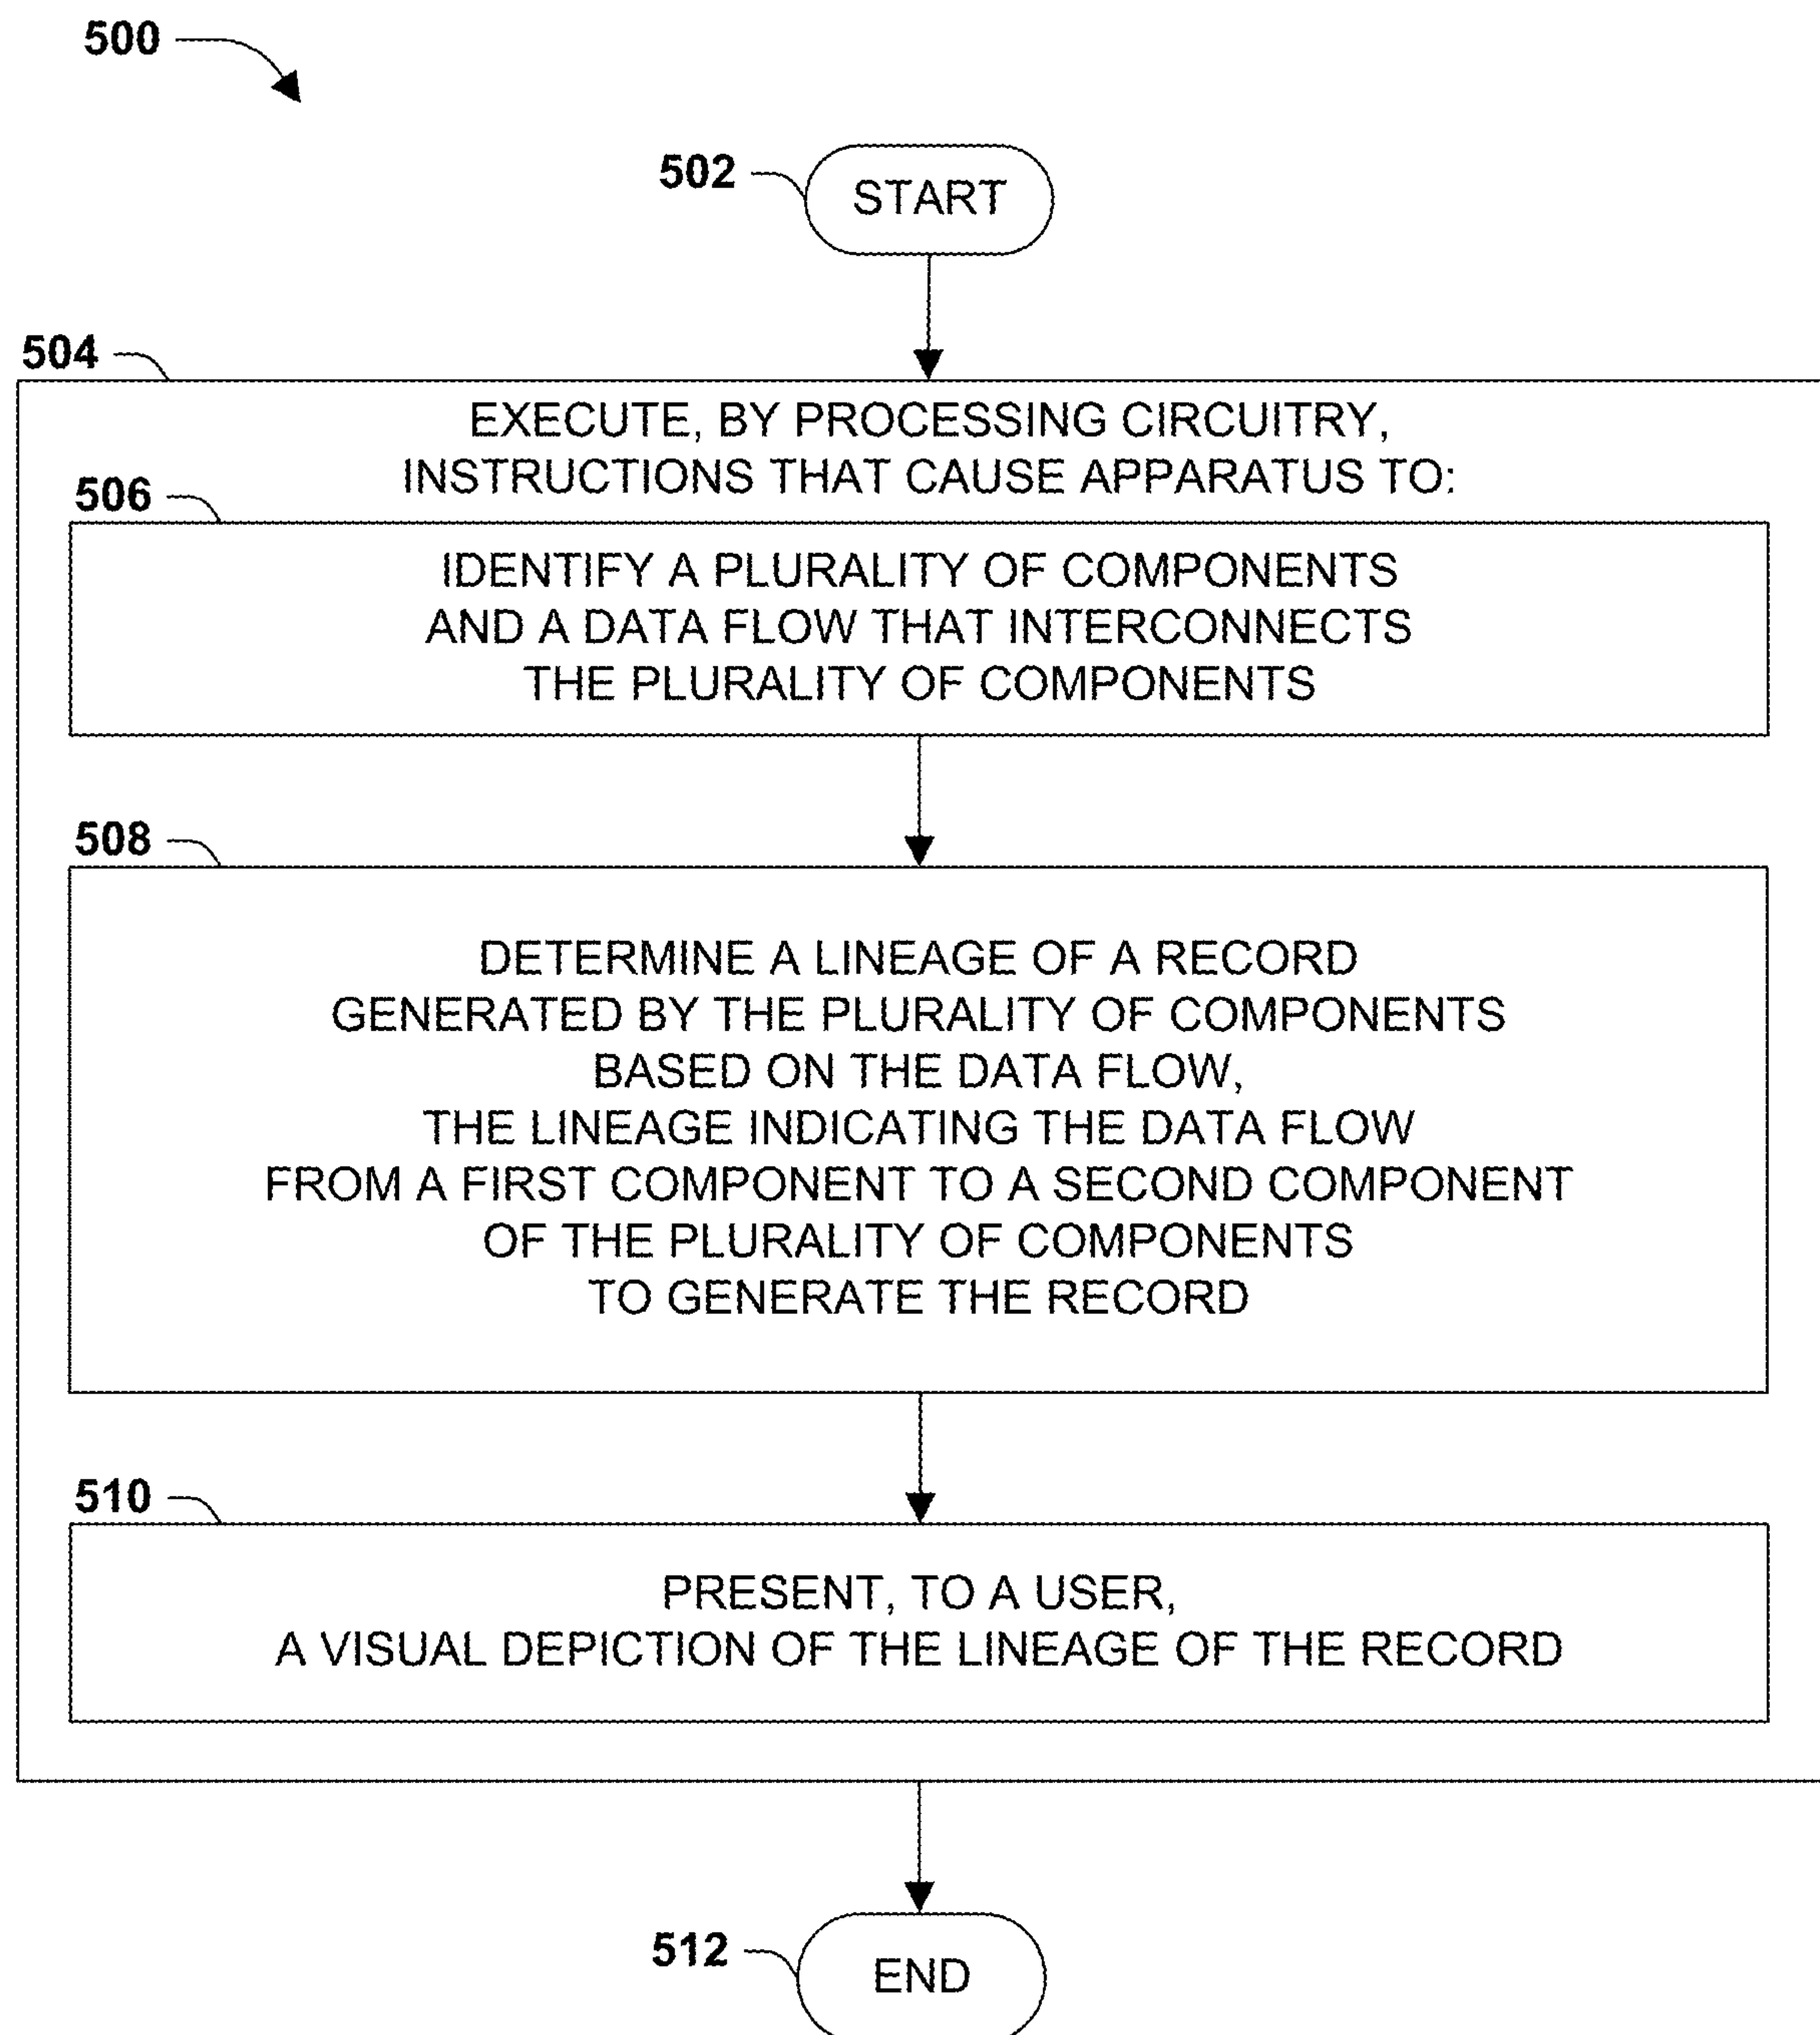 500
502
START
504
EXECUTE, BY PROCESSING CIRCUITRY,
INSTRUCTIONS THAT CAUSE APPARATUS TO:
506
IDENTIFY A PLURALITY OF COMPONENTS
AND A DATA FLOW THAT INTERCONNECTS
THE PLURALITY OF COMPONENTS
508
DETERMINE A LINEAGE OF A RECORD
GENERATED BY THE PLURALITY OF COMPONENTS
BASED ON THE DATA FLOW,
THE LINEAGE INDICATING THE DATA FLOW
FROM A FIRST COMPONENT TO A SECOND COMPONENT
OF THE PLURALITY OF COMPONENTS
TO GENERATE THE RECORD
510
PRESENT, TO A USER,
A VISUAL DEPICTION OF THE LINEAGE OF THE RECORD
512
END